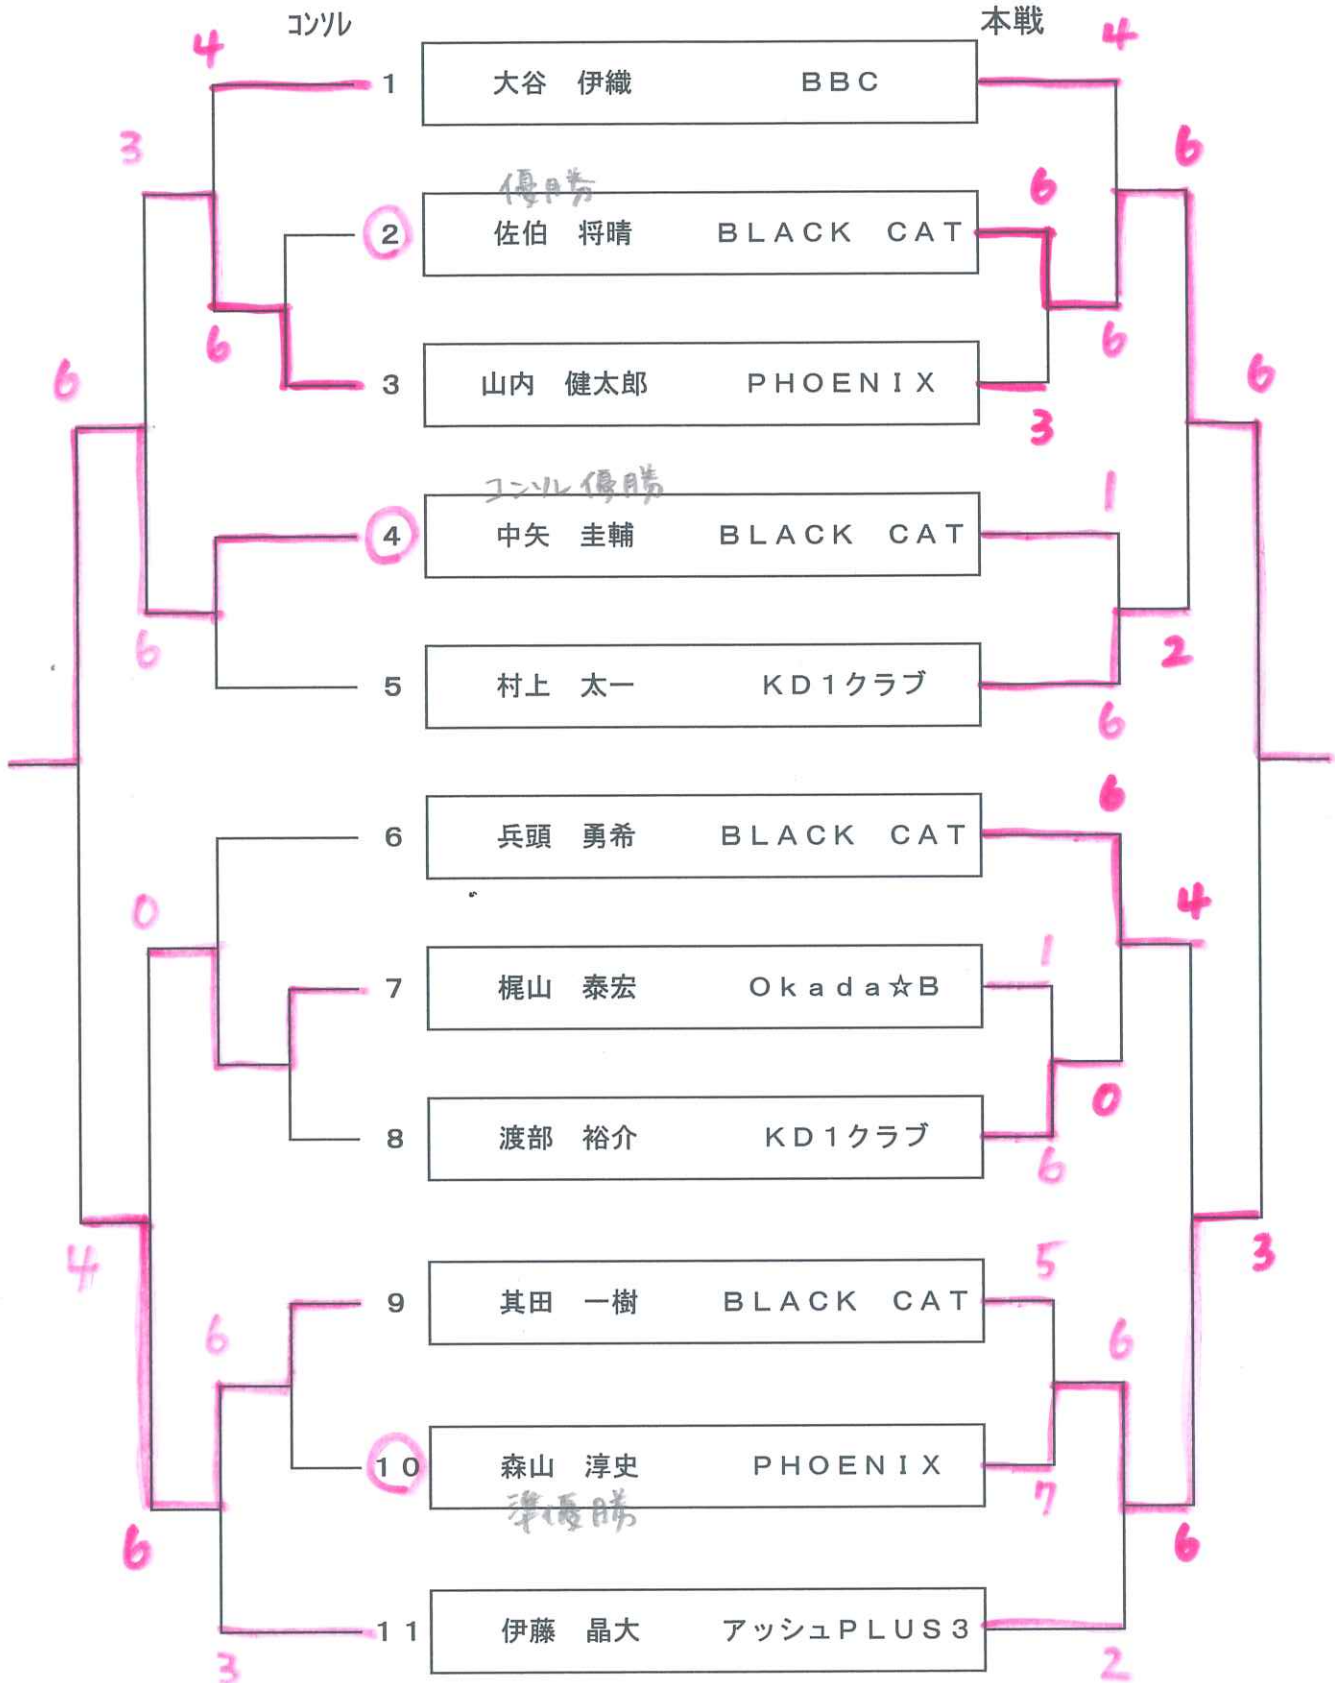 コンソル 本戦
4 4
1 大谷 伊織 BBC
3 6
優勝 6
2 佐伯 将晴 BLACK CAT
6 6
6 3 山内 健太郎 PHOENIX 6
3
コンソル優勝 1
4 中矢 圭輔 BLACK CAT
6 2
5 村上 太一 KD1クラブ
6
6
6 兵頭 勇希 BLACK CAT
0 4
1
7 梶山 泰宏 Okada☆B
0
8 渡部 裕介 KD1クラブ
6
4 5 3
9 其田 一樹 BLACK CAT
6 6
10 森山 淳史 PHOENIX
準優勝 7
6 6
11 伊藤 晶大 アッシュPLUS3
3 2